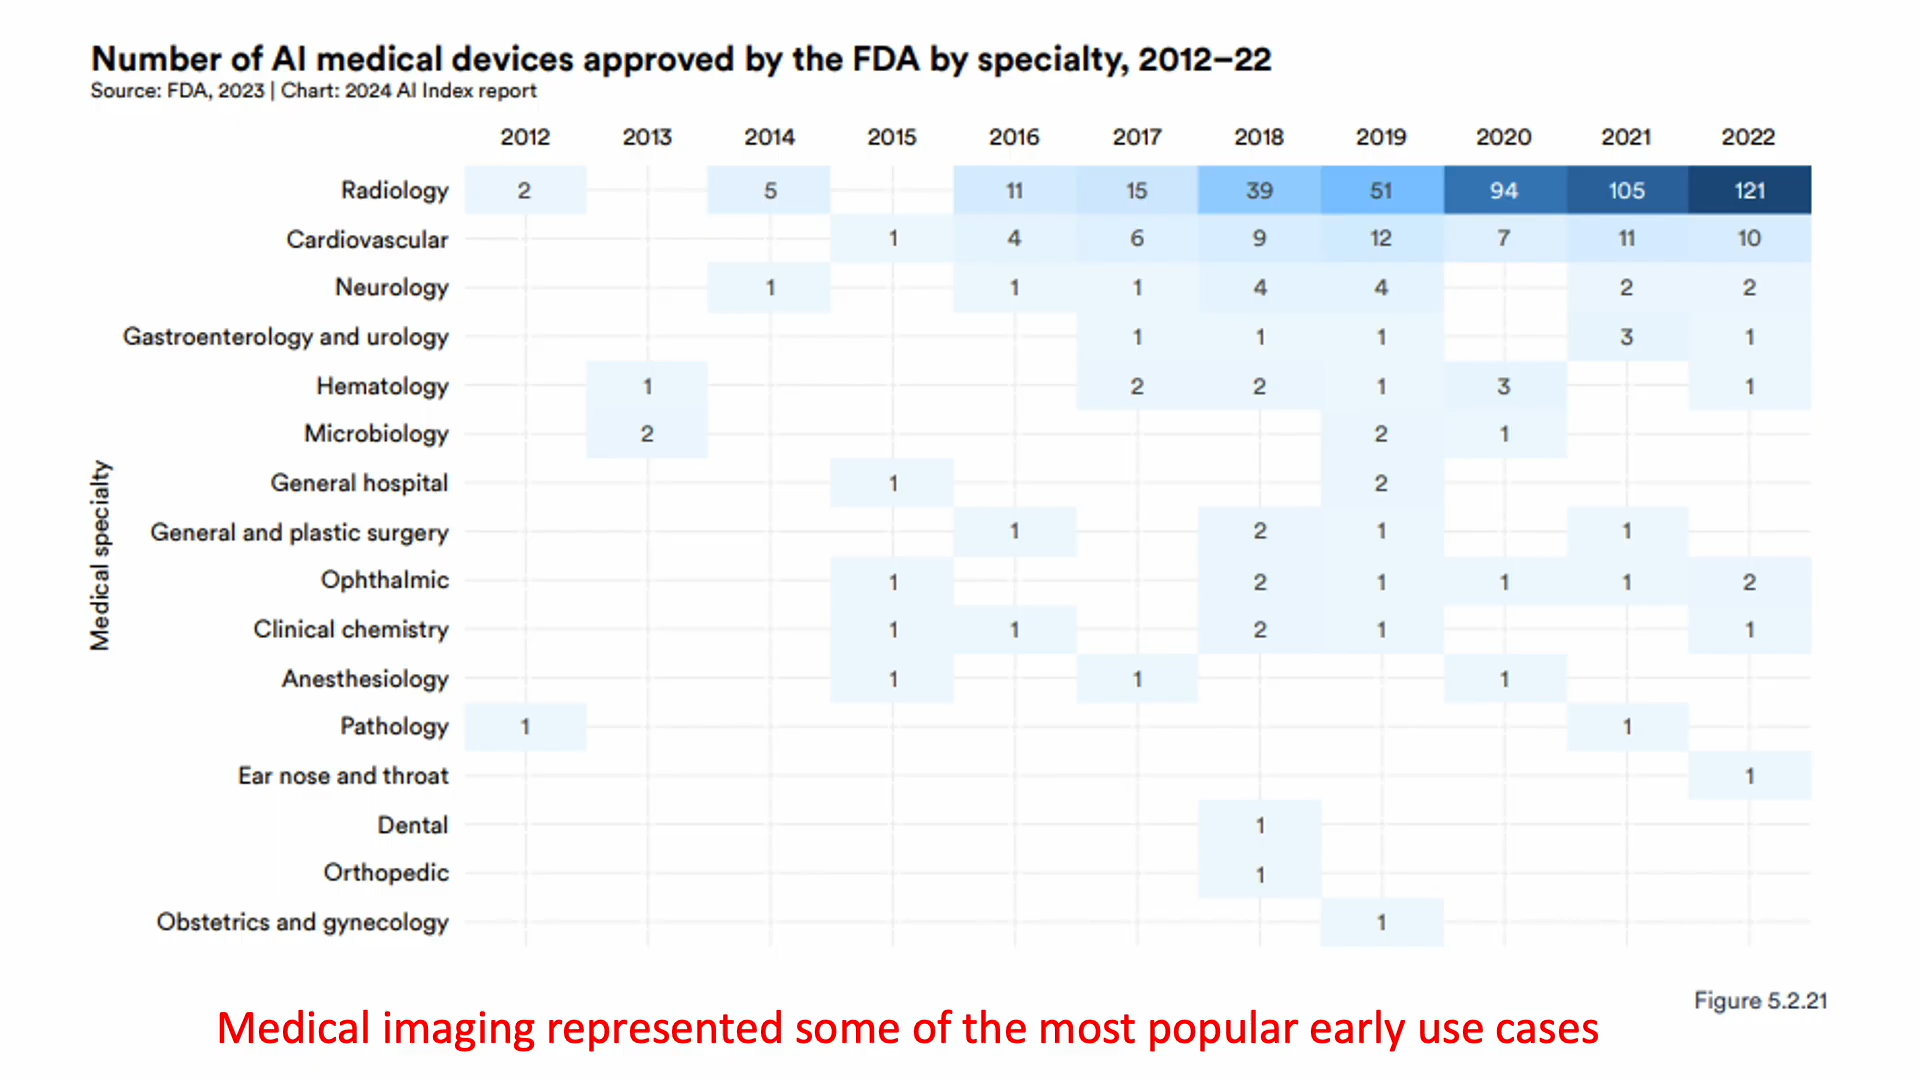 Number of AI medical devices approved by the FDA by specialty, 2012–22
Source: FDA, 2023 | Chart: 2024 AI Index report
2012 2013 2014 2015 2016 2017 2018 2019 2020 2021 2022
Radiology 2 5 11 15 39 51 94 105 121
Cardiovascular 1 4 6 9 12 7 11 10
Neurology 1 1 1 4 4 2 2
Gastroenterology and urology 1 1 1 3 1
Hematology 1 2 2 1 3 1
Microbiology 2 2 1
General hospital 1 2
General and plastic surgery 1 2 1 1
Ophthalmic 1 2 1 1 1 2
Clinical chemistry 1 1 2 1 1
Anesthesiology 1 1 1
Pathology 1 1
Ear nose and throat 1
Dental 1
Orthopedic 1
Obstetrics and gynecology 1
Medical specialty
Figure 5.2.21
Medical imaging represented some of the most popular early use cases